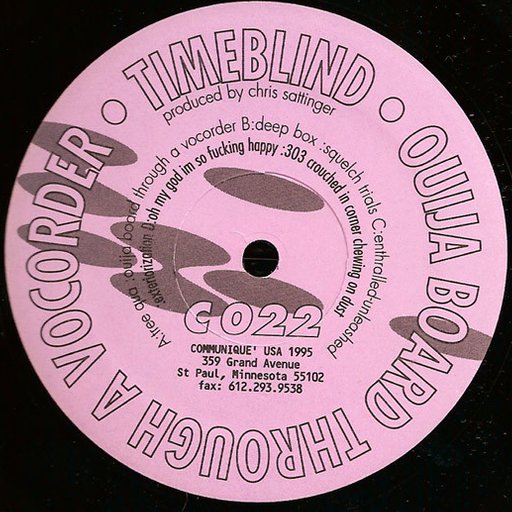 TIMEBLIND
OUIJA BOARD THROUGH A VOCORDER
produced by chris sattinger
A:tree qua :ouija board through a vocorder B:deep box :squelch trials C:enthralled-unleashed
:exteriorization D:oh my god im so fucking happy :303 crouched in corner chewing on dust
C 022
COMMUNIQUE' USA 1995
359 Grand Avenue
St Paul, Minnesota 55102
fax: 612.293.9538